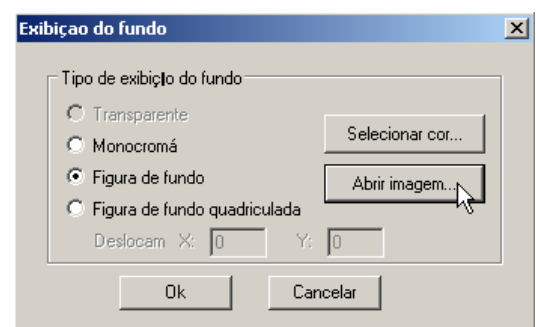 Exibiçao do fundo
Tipo de exibiçlo do fundo
Transparente
Selecionar cor...
Monocromá
Figura de fundo
Abrir imagem...
Figura de fundo quadriculada
Deslocam X: 0 Y: 0
Ok Cancelar